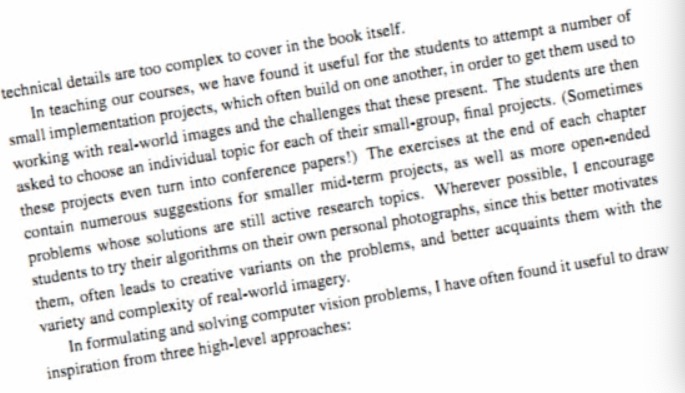 technical details are too complex to cover in the book itself.
In teaching our courses, we have found it useful for the students to attempt a number of
small implementation projects, which often build on one another, in order to get them used to
working with real-world images and the challenges that these present. The students are then
asked to choose an individual topic for each of their small-group, final projects. (Sometimes
these projects even turn into conference papers!) The exercises at the end of each chapter
contain numerous suggestions for smaller mid-term projects, as well as more open-ended
problems whose solutions are still active research topics. Wherever possible, I encourage
students to try their algorithms on their own personal photographs, since this better motivates
them, often leads to creative variants on the problems, and better acquaints them with the
variety and complexity of real-world imagery.
In formulating and solving computer vision problems, I have often found it useful to draw
inspiration from three high-level approaches: